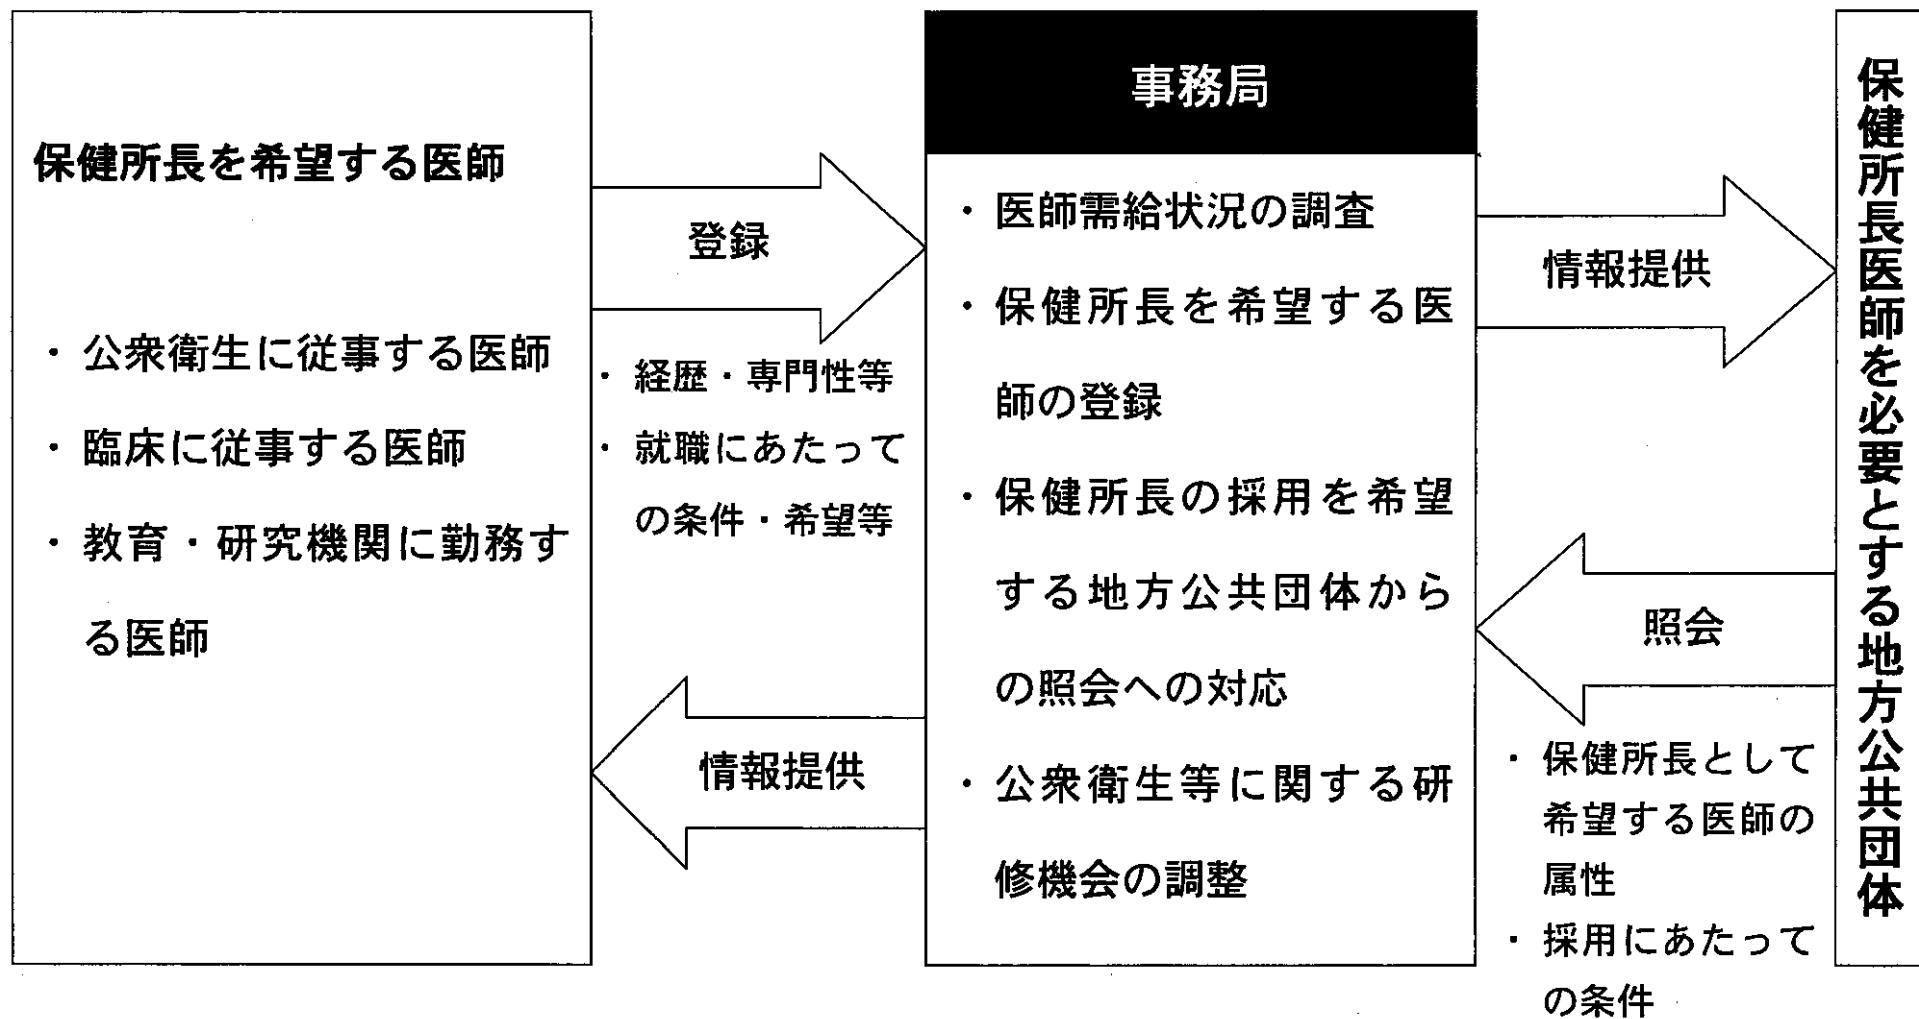 保健所長を希望する医師
・公衆衛生に従事する医師
・臨床に従事する医師
・教育・研究機関に勤務す
る医師
登録
・経歴・専門性等
・就職にあたって
の条件・希望等
情報提供
事務局
・医師需給状況の調査
・保健所長を希望する医
師の登録
・保健所長の採用を希望
する地方公共団体から
の照会への対応
・公衆衛生等に関する研
修機会の調整
情報提供
照会
・保健所長として
希望する医師の
属性
・採用にあたって
の条件
保健所長医師を必要とする地方公共団体